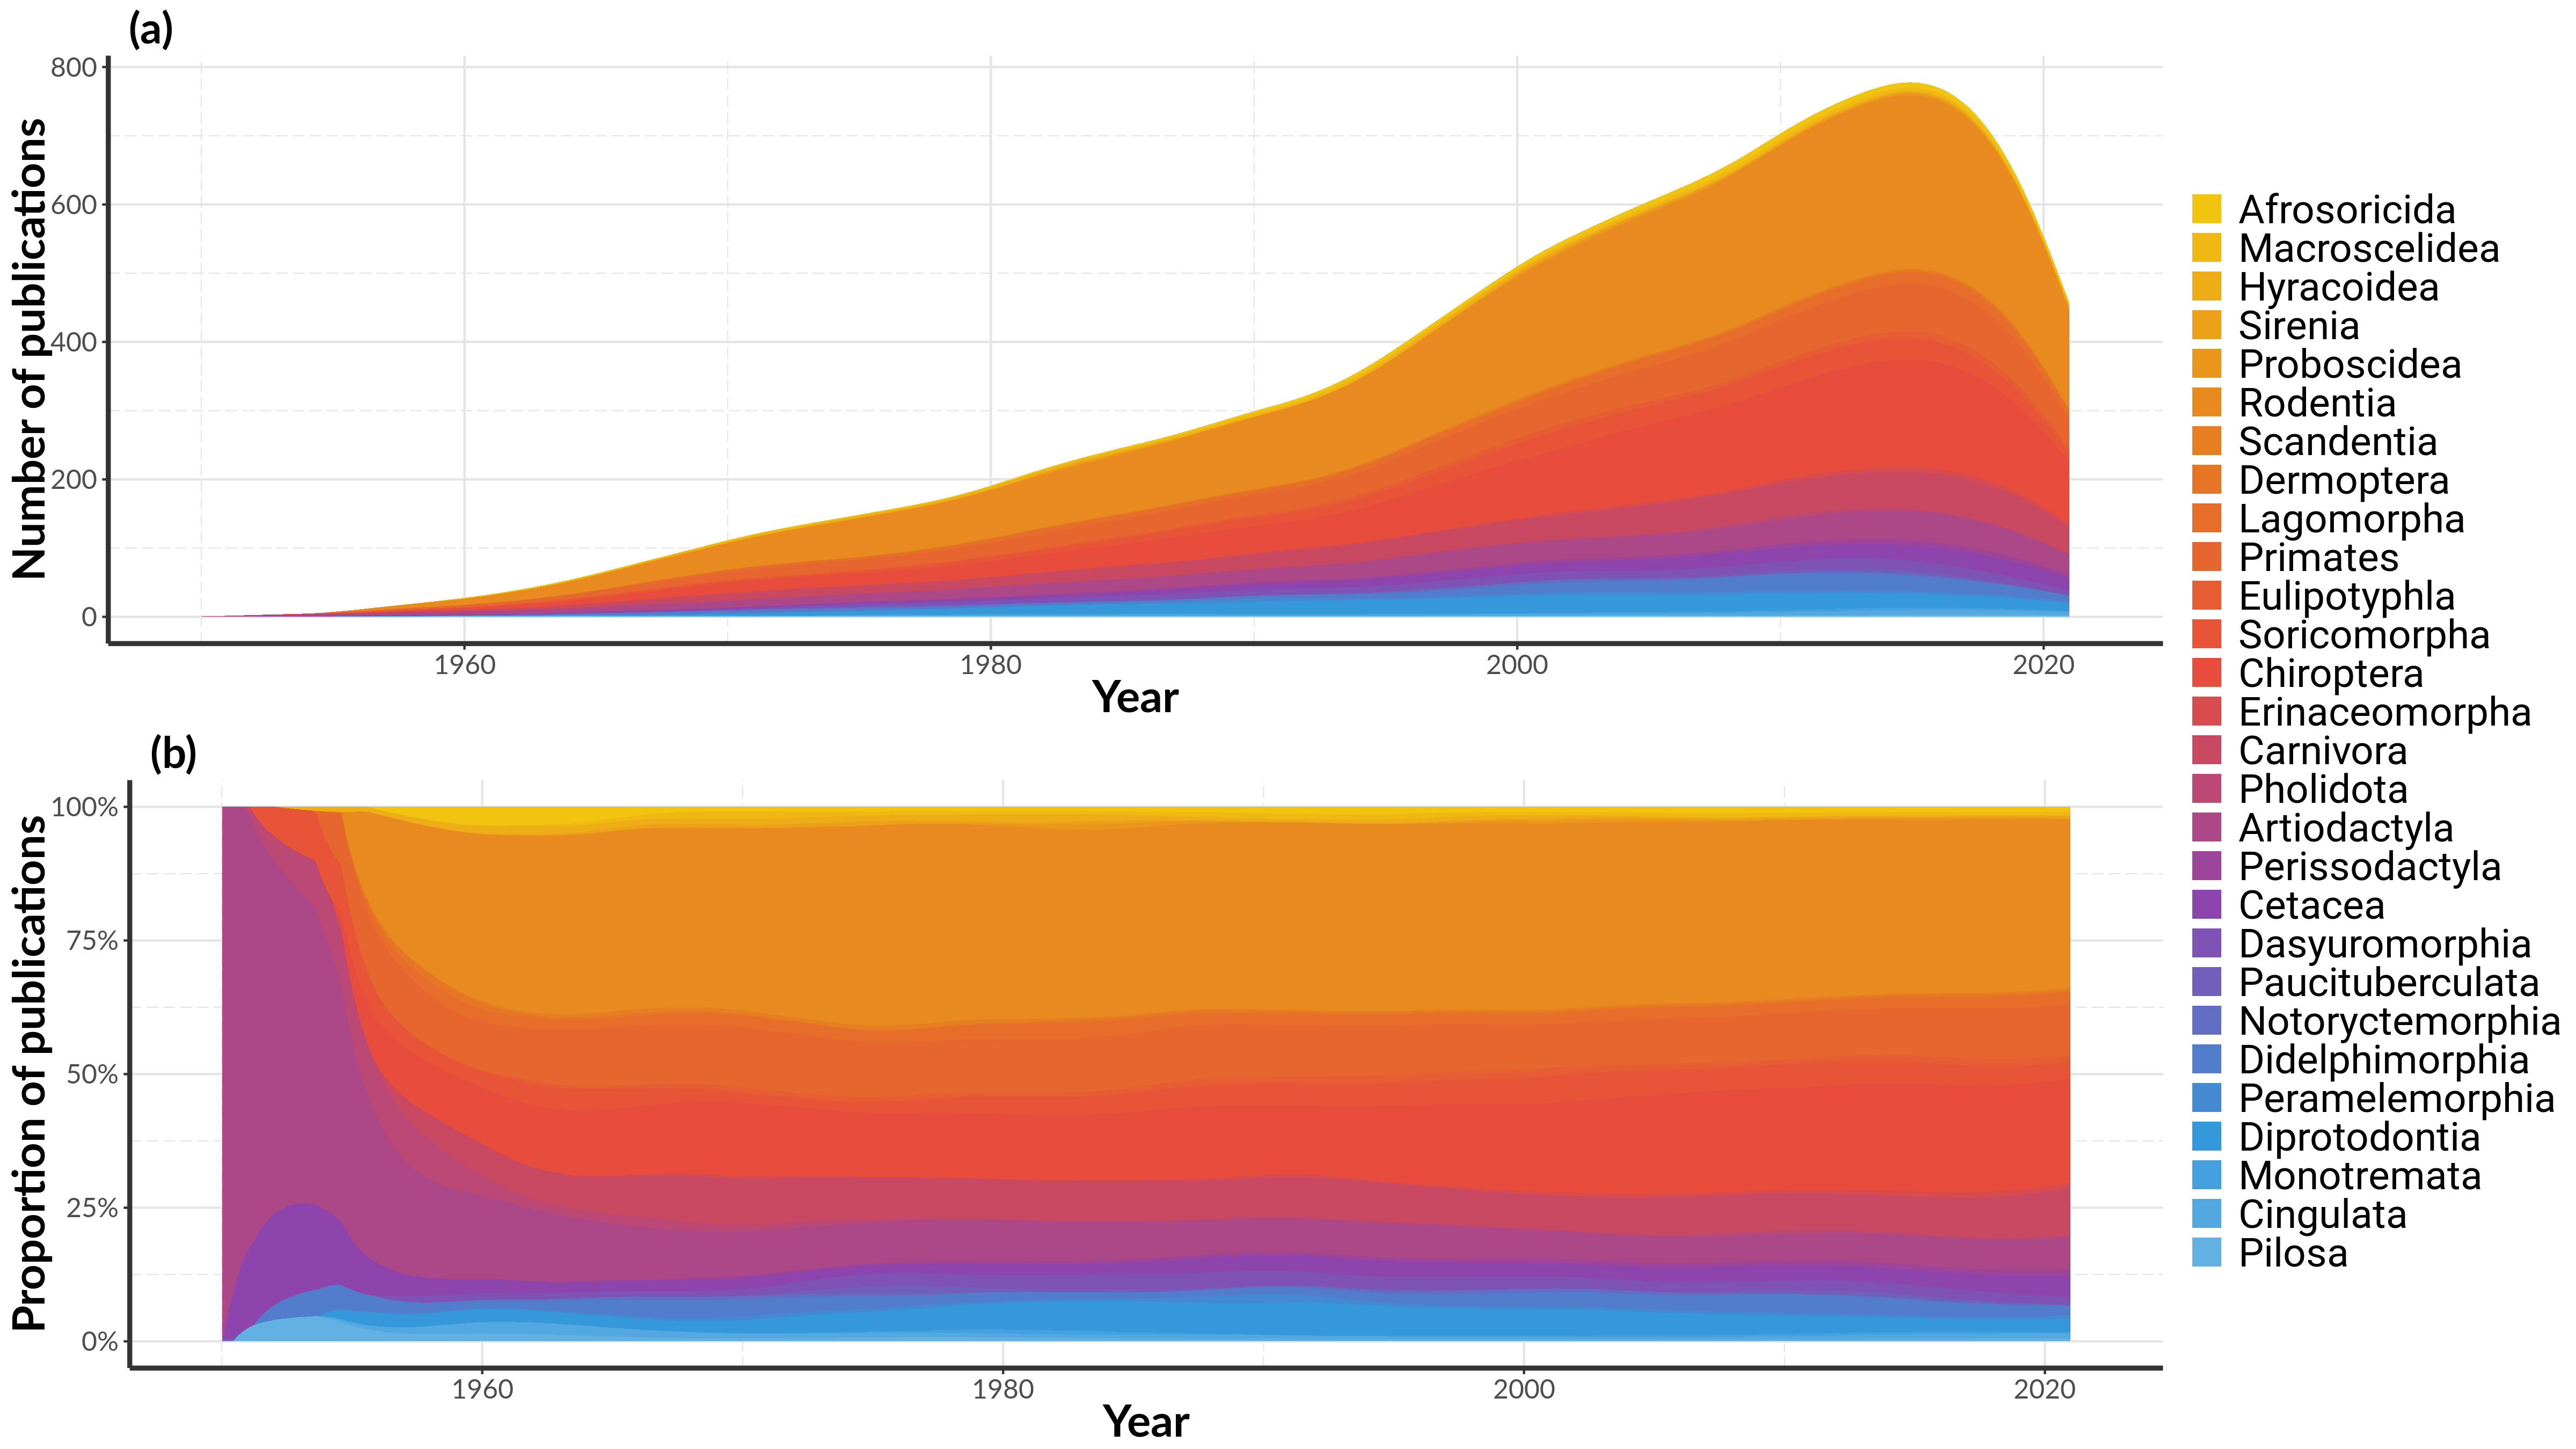 (a)
Number of publications
800
600
400
200
0
1960
1980
2000
2020
Year
(b)
Proportion of publications
100%
75%
50%
25%
0%
1960
1980
2000
2020
Year
Afrosoricida
Macroscelidea
Hyracoidea
Sirenia
Proboscidea
Rodentia
Scandentia
Dermoptera
Lagomorpha
Primates
Eulipotyphla
Soricomorpha
Chiroptera
Erinaceomorpha
Carnivora
Pholidota
Artiodactyla
Perissodactyla
Cetacea
Dasyuromorphia
Paucituberculata
Notoryctemorphia
Didelphimorphia
Peramelemorphia
Diprotodontia
Monotremata
Cingulata
Pilosa